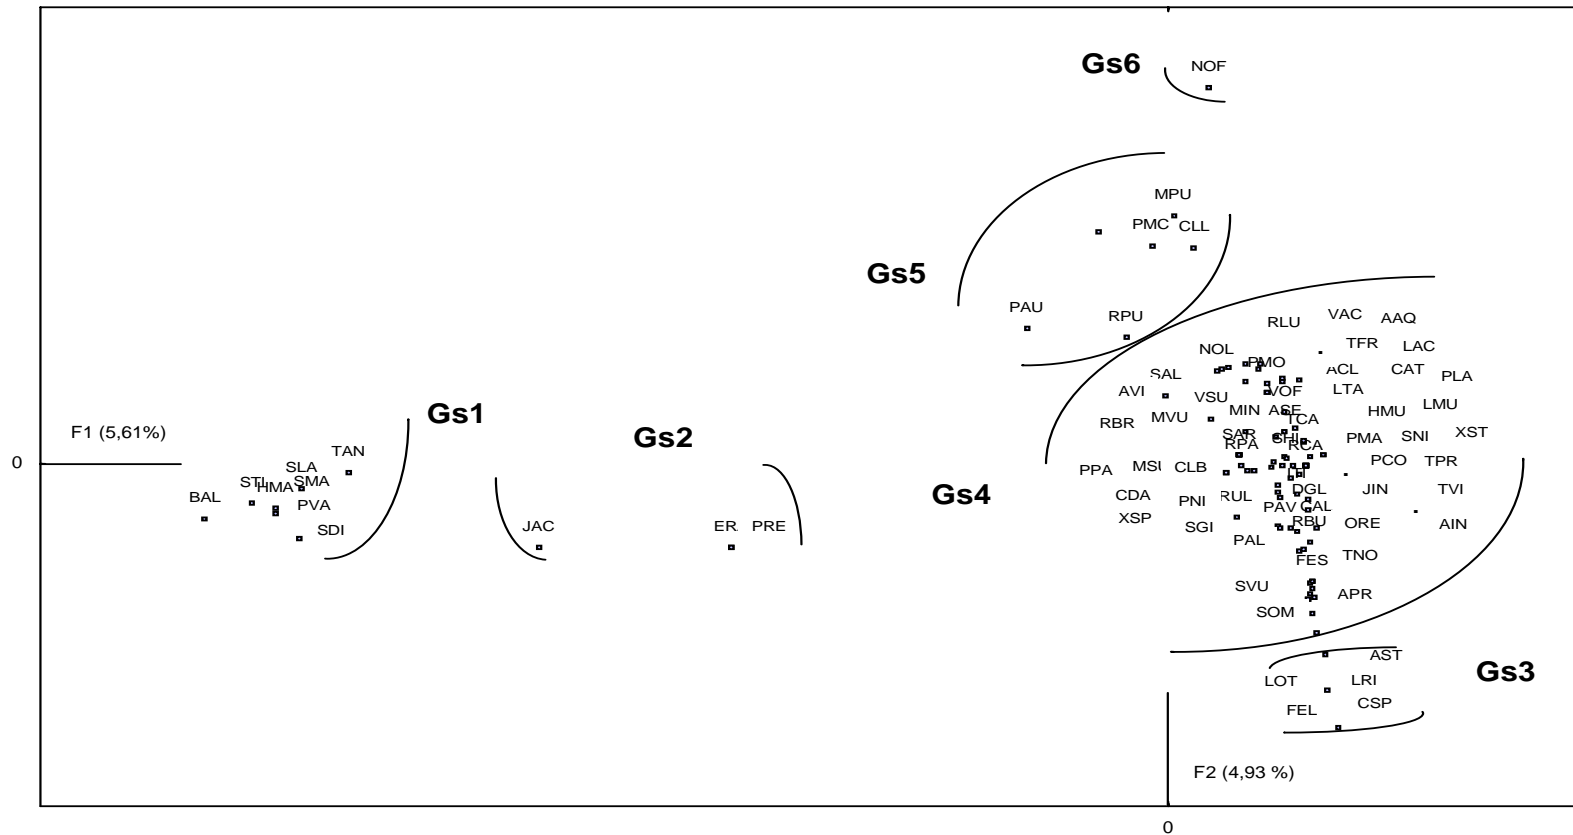 Gs6
NOF
MPU
PMC
CLL
Gs5
PAU
RPU
RLU
VAC
AAQ
NOL
PMO
TFR
LAC
SAL
ACL
CAT
PLA
AVI
VSU
VOF
LTA
RBR
MVU
MIN
ASE
HMU
LMU
Gs1
TCA
F1 (5,61%)
Gs2
SAR
RPA
RCA
PMA
SNI
XST
0
TAN
SLA
PPA
CLB
PCO
TPR
STI
HMA
SMA
BAL
PVA
Gs4
CDA
PNI
RUL
DGL
JIN
TVI
PAV
XSP
SGI
RBU
ORE
AIN
SDI
JAC
PRE
PAL
FES
TNO
SVU
APR
SOM
AST
Gs3
LOT
LRI
FEL
CSP
F2 (4,93 %)
0